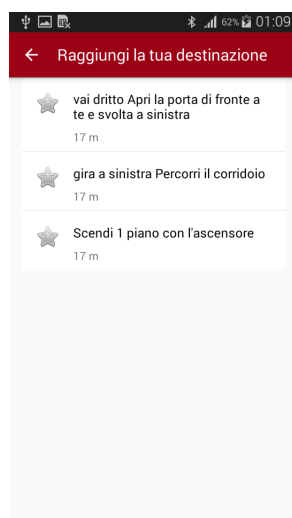 62% 01:09
Raggiungi la tua destinazione
vai dritto Apri la porta di fronte a
te e svolta a sinistra
17 m
gira a sinistra Percorri il corridoio
17 m
Scendi 1 piano con l'ascensore
17 m